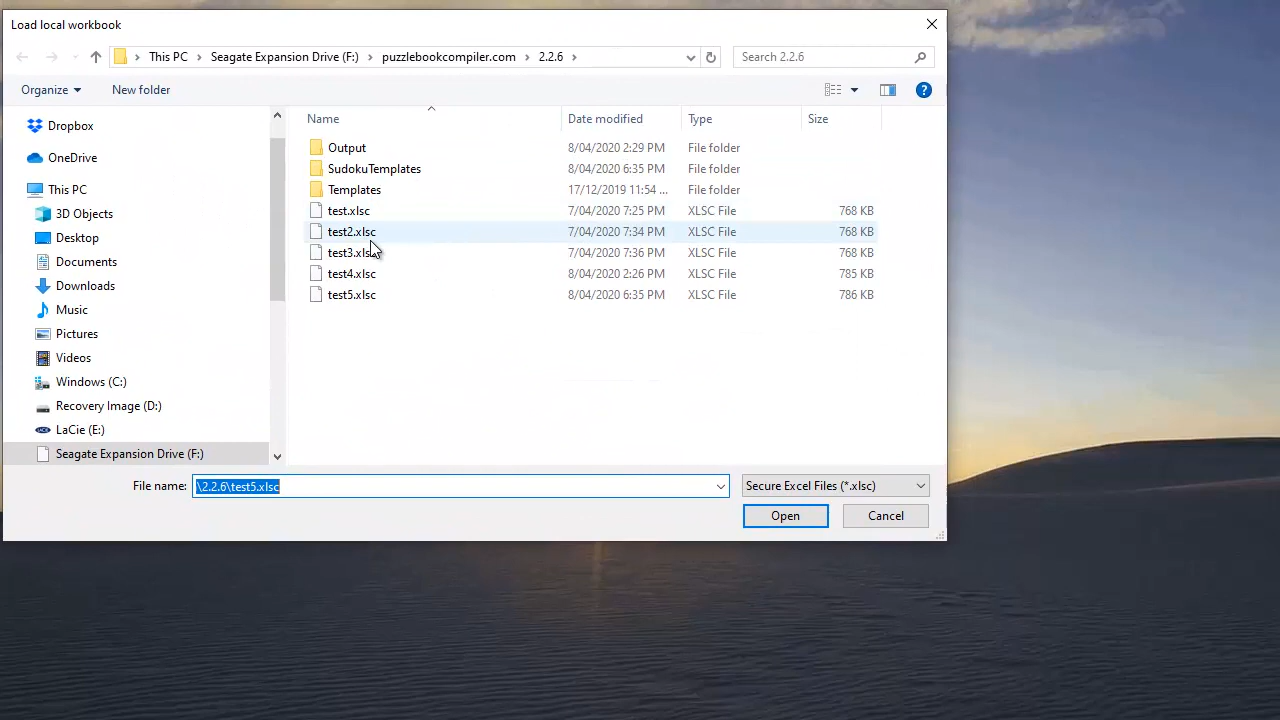 Load local workbook
This PC
Seagate Expansion Drive (F:)
puzzlebookcompiler.com
2.2.6
Search 2.2.6
Organize
New folder
?
Name
Date modified
Type
Size
Dropbox
OneDrive
This PC
3D Objects
Desktop
Documents
Downloads
Music
Pictures
Videos
Windows (C:)
Recovery Image (D:)
LaCie (E:)
Seagate Expansion Drive (F:)
Output 8/04/2020 2:29 PM File folder
SudokuTemplates 8/04/2020 6:35 PM File folder
Templates 17/12/2019 11:54 ... File folder
test.xlsc 7/04/2020 7:25 PM XLSC File 768 KB
test2.xlsc 7/04/2020 7:34 PM XLSC File 768 KB
test3.xlsc 7/04/2020 7:36 PM XLSC File 768 KB
test4.xlsc 8/04/2020 2:26 PM XLSC File 785 KB
test5.xlsc 8/04/2020 6:35 PM XLSC File 786 KB
File name: \2.2.6\test5.xlsc
Secure Excel Files (*.xlsc)
Open
Cancel